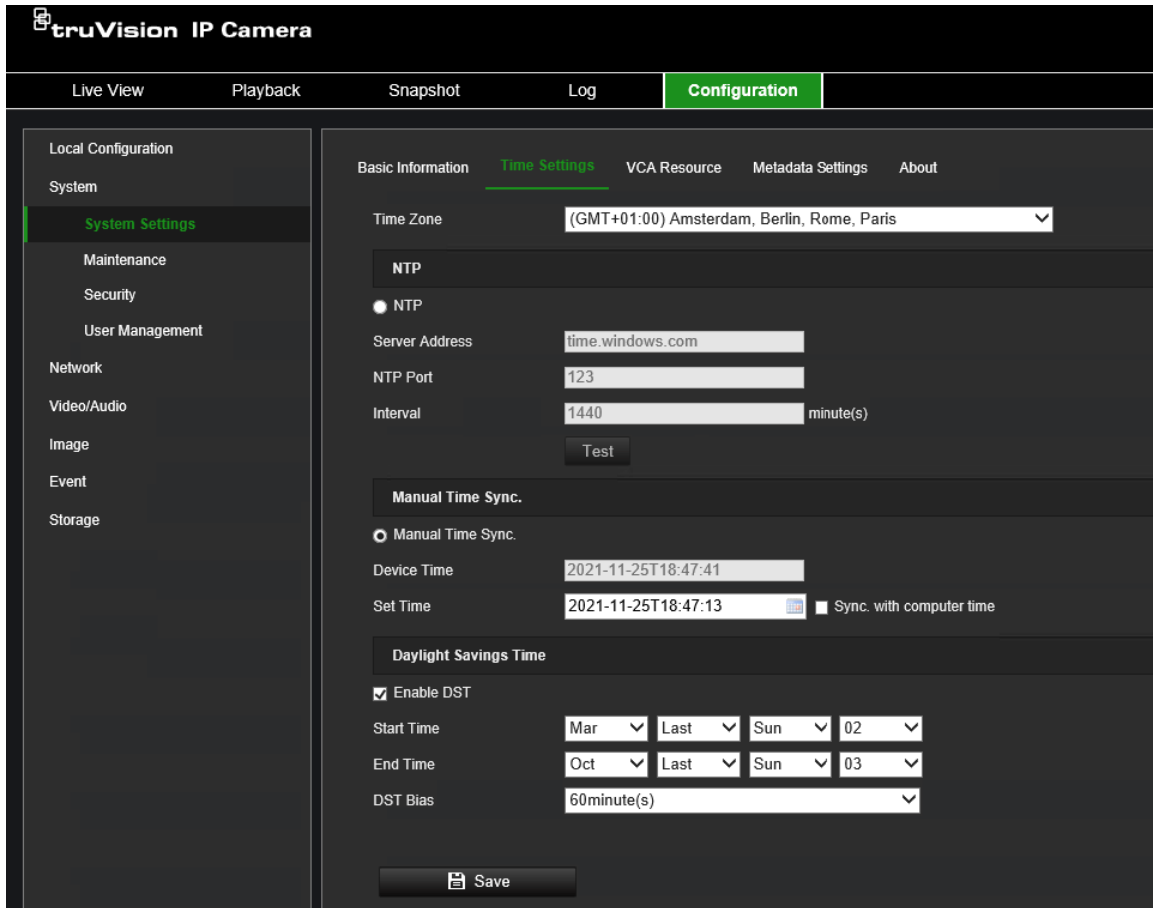 truVision IP Camera
Live View Playback Snapshot Log Configuration
Local Configuration
System
System Settings
Maintenance
Security
User Management
Network
Video/Audio
Image
Event
Storage
Basic Information Time Settings VCA Resource Metadata Settings About
Time Zone (GMT+01:00) Amsterdam, Berlin, Rome, Paris
NTP
NTP
Server Address time.windows.com
NTP Port 123
Interval 1440 minute(s)
Test
Manual Time Sync.
Manual Time Sync.
Device Time 2021-11-25T18:47:41
Set Time 2021-11-25T18:47:13 Sync. with computer time
Daylight Savings Time
Enable DST
Start Time Mar Last Sun 02
End Time Oct Last Sun 03
DST Bias 60minute(s)
Save